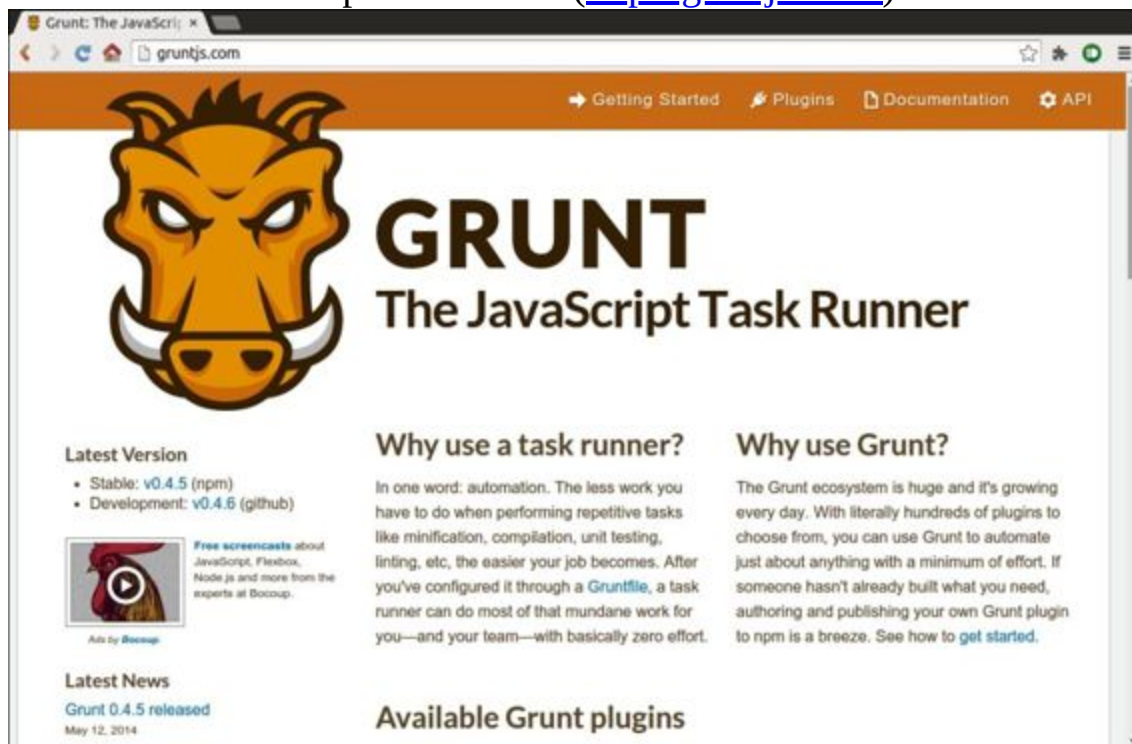 Grunt: The JavaScri
gruntjs.com
Getting Started Plugins Documentation API
GRUNT
The JavaScript Task Runner
Latest Version
• Stable: v0.4.5 (npm)
• Development: v0.4.6 (github)
Free screencasts about
JavaScript, Flexbox,
Node.js and more from the
experts at Bocoup.
Ads by Bocoup.
Latest News
Grunt 0.4.5 released
May 12, 2014
Why use a task runner?
In one word: automation. The less work you
have to do when performing repetitive tasks
like minification, compilation, unit testing,
linting, etc, the easier your job becomes. After
you've configured it through a Gruntfile, a task
runner can do most of that mundane work for
you—and your team—with basically zero effort.
Why use Grunt?
The Grunt ecosystem is huge and it's growing
every day. With literally hundreds of plugins to
choose from, you can use Grunt to automate
just about anything with a minimum of effort. If
someone hasn't already built what you need,
authoring and publishing your own Grunt plugin
to npm is a breeze. See how to get started.
Available Grunt plugins